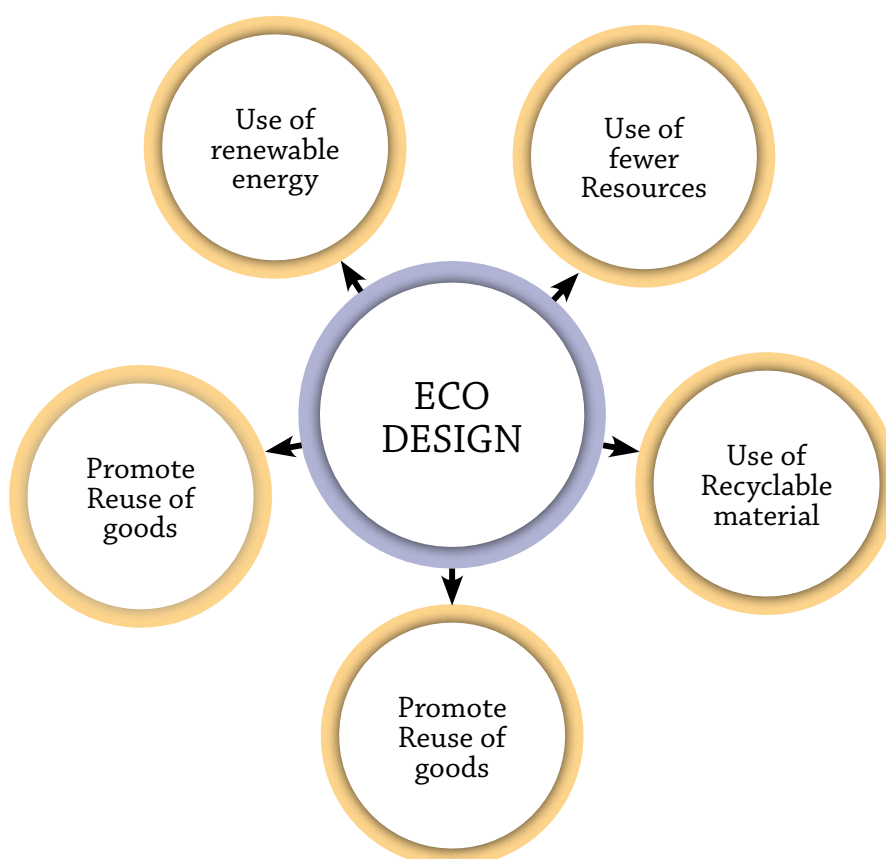 Use of
renewable
energy
Use of
fewer
Resources
ECO
DESIGN
Promote
Reuse of
goods
Use of
Recyclable
material
Promote
Reuse of
goods